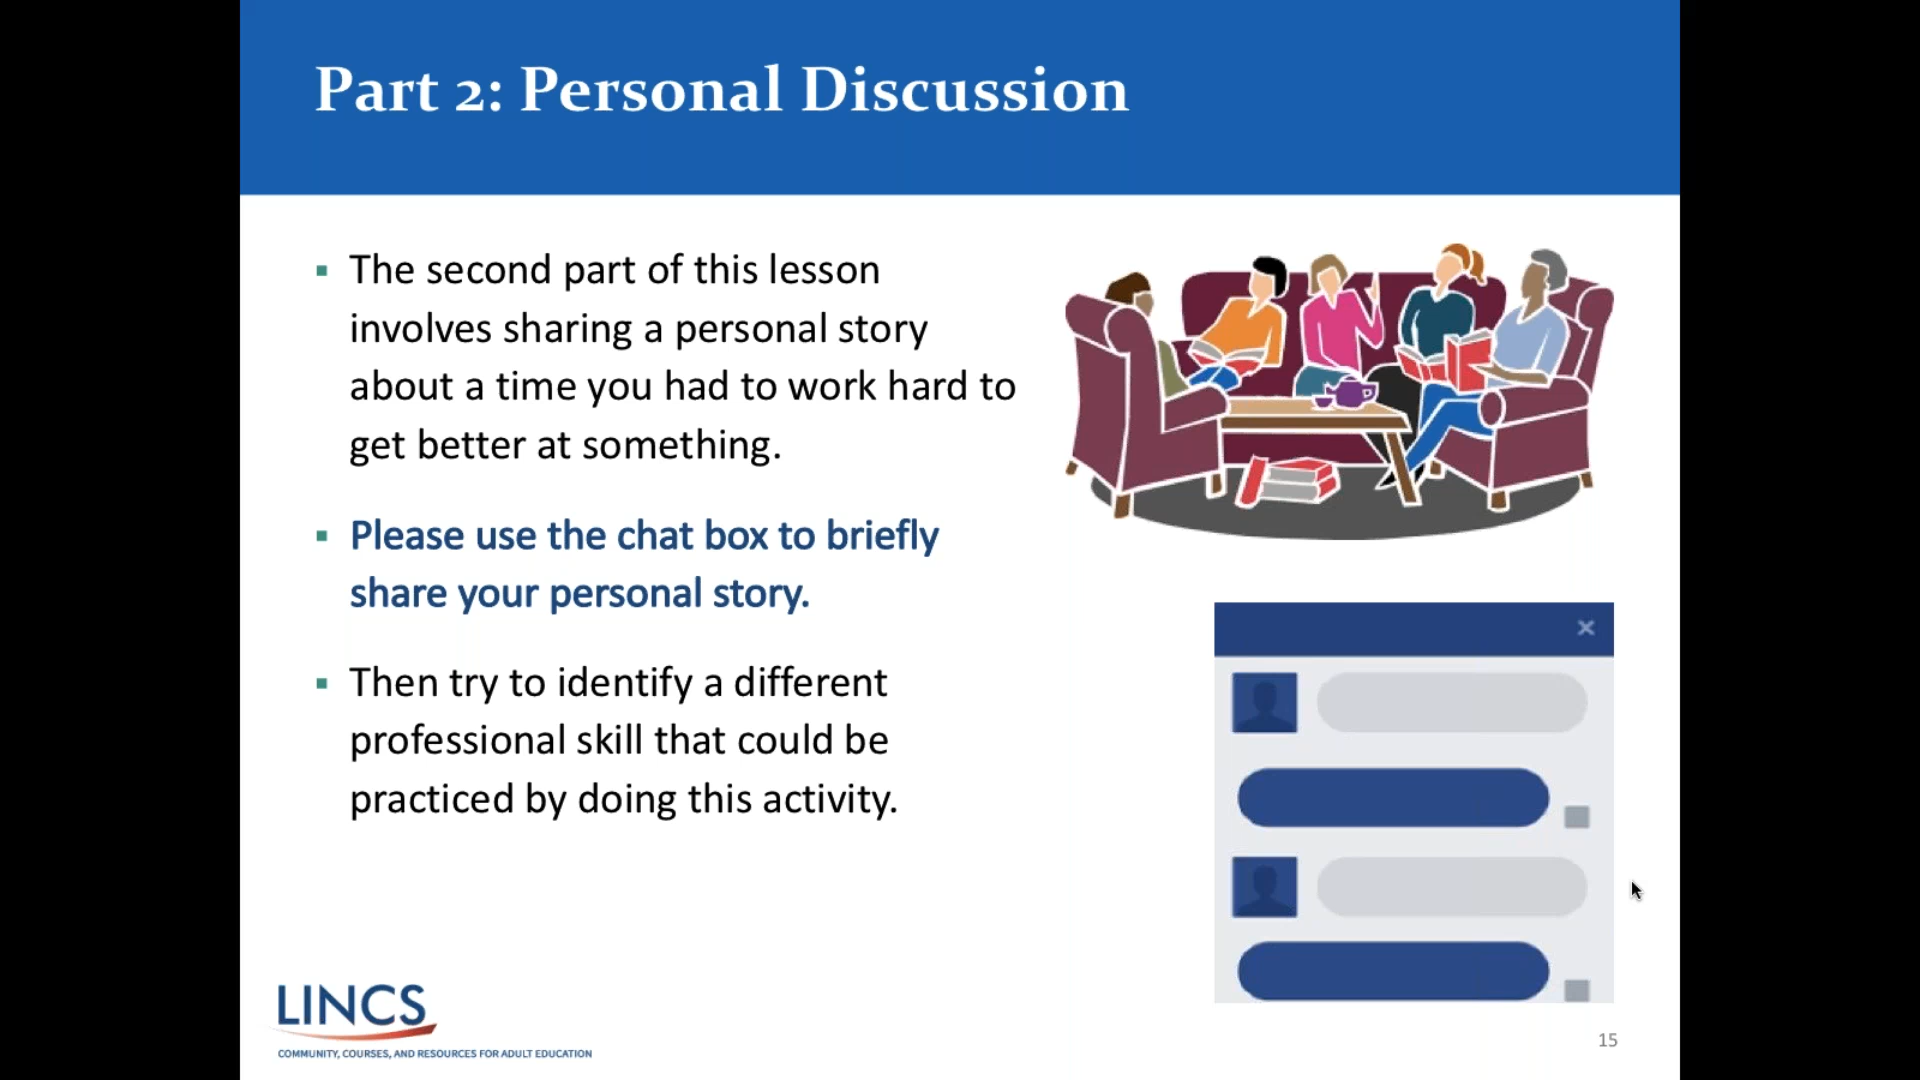 Part 2: Personal Discussion
▪ The second part of this lesson
involves sharing a personal story
about a time you had to work hard to
get better at something.
▪ Please use the chat box to briefly
share your personal story.
▪ Then try to identify a different
professional skill that could be
practiced by doing this activity.
LINCS
COMMUNITY, COURSES, AND RESOURCES FOR ADULT EDUCATION
15